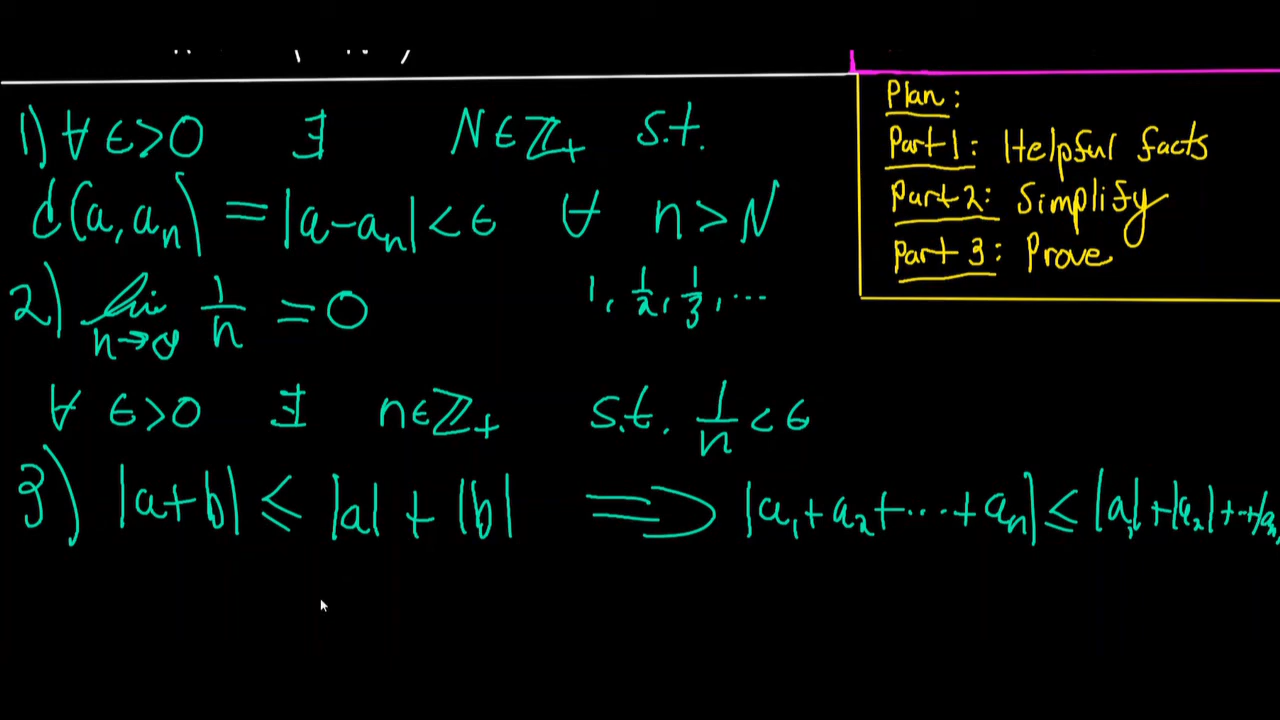 1) ∀ ϵ>0 ∃ N∈ℤ₊ s.t.
d(a, aₙ) = |a-aₙ| < ϵ ∀ n > N
2) lim n→∞ 1/n = 0 1, 1/2, 1/3, ...
∀ ϵ>0 ∃ n∈ℤ₊ s.t. 1/n < ϵ
3) |a+b| ≤ |a| + |b| ⟹ |a₁+a₂+...+aₙ| ≤ |a₁|+|a₂|+...+|aₙ
Plan:
Part 1: Helpful facts
Part 2: Simplify
Part 3: Prove